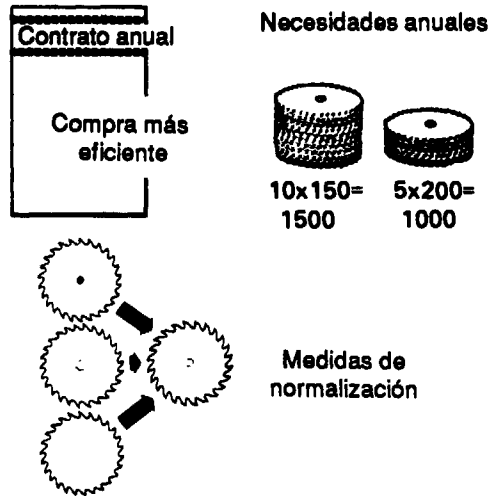 Contrato anual
Compra más
eficiente
Necesidades anuales
10x150=
1500
5x200=
1000
Medidas de
normalización